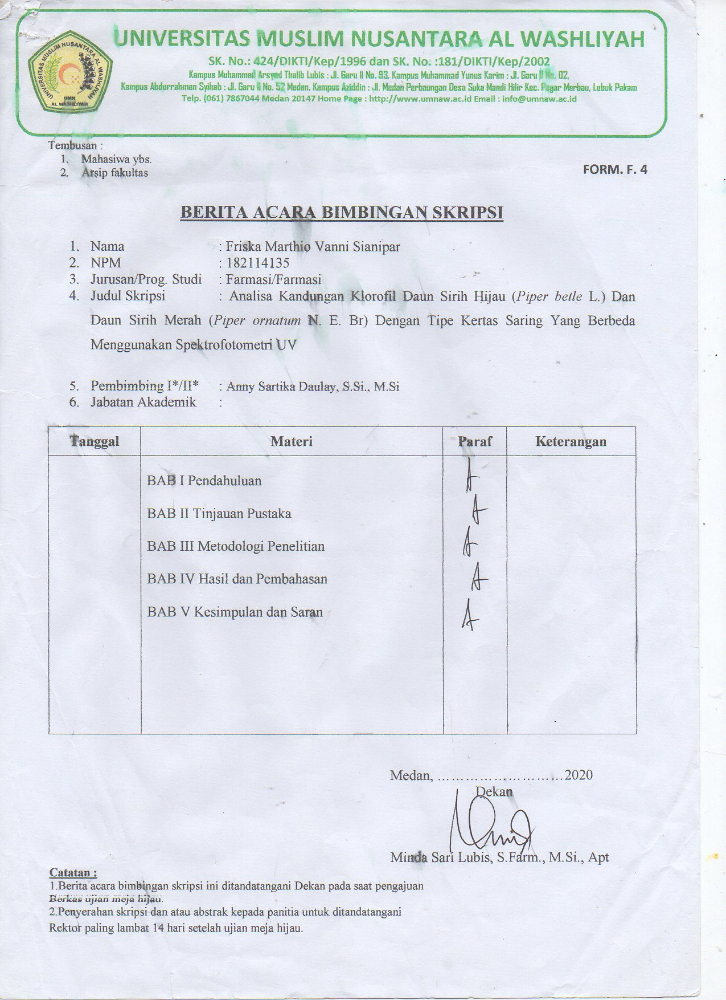 UNIVERSITAS MUSLIM NUSANTARA AL WASHLIYAH
UMN
AL WASHLIYAH
UNIVERSITAS MUSLIM NUSANTARA AL WASHLIYAH
SK. No.: 424/DIKTI/Kep/1996 dan SK. No. :181/DIKTI/Kep/2002
Kampus Muhammad Arsyad Thalib Lubis : Jl. Garu II No. 93, Kampus Muhammad Yunus Karim : Jl. Garu II No. 02,
Kampus Abdurrahman Syihab : Jl. Garu II No. 52 Medan, Kampus Aziddin : Jl. Medan Perbaungan Desa Suka Mandi Hilir Kec. Pagar Merbau, Lubuk Pakam
Telp. (061) 7867044 Medan 20147 Home Page : http://www.umnaw.ac.id Email : info@umnaw.ac.id
Tembusan :
1. Mahasiwa ybs.
2. Arsip fakultas
FORM. F. 4
BERITA ACARA BIMBINGAN SKRIPSI
1. Nama : Friska Marthio Vanni Sianipar
2. NPM : 182114135
3. Jurusan/Prog. Studi : Farmasi/Farmasi
4. Judul Skripsi : Analisa Kandungan Klorofil Daun Sirih Hijau (Piper betle L.) Dan
Daun Sirih Merah (Piper ornatum N. E. Br) Dengan Tipe Kertas Saring Yang Berbeda
Menggunakan Spektrofotometri UV
5. Pembimbing I*/II* : Anny Sartika Daulay, S.Si., M.Si
6. Jabatan Akademik :
Tanggal Materi Paraf Keterangan
BAB I Pendahuluan
BAB II Tinjauan Pustaka
BAB III Metodologi Penelitian
BAB IV Hasil dan Pembahasan
BAB V Kesimpulan dan Saran
Medan, ………………………2020
Dekan
Minda Sari Lubis, S.Farm., M.Si., Apt
Catatan :
1.Berita acara bimbingan skripsi ini ditandatangani Dekan pada saat pengajuan
Berkas ujian meja hijau.
2.Penyerahan skripsi dan atau abstrak kepada panitia untuk ditandatangani
Rektor paling lambat 14 hari setelah ujian meja hijau.